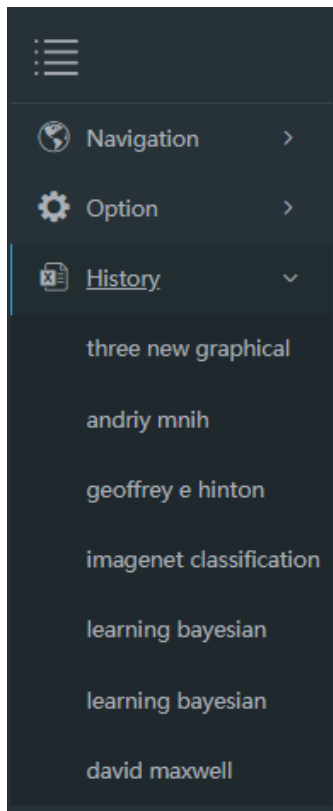 Navigation
Option
History
three new graphical
andriy mnih
geoffrey e hinton
imagenet classification
learning bayesian
learning bayesian
david maxwell